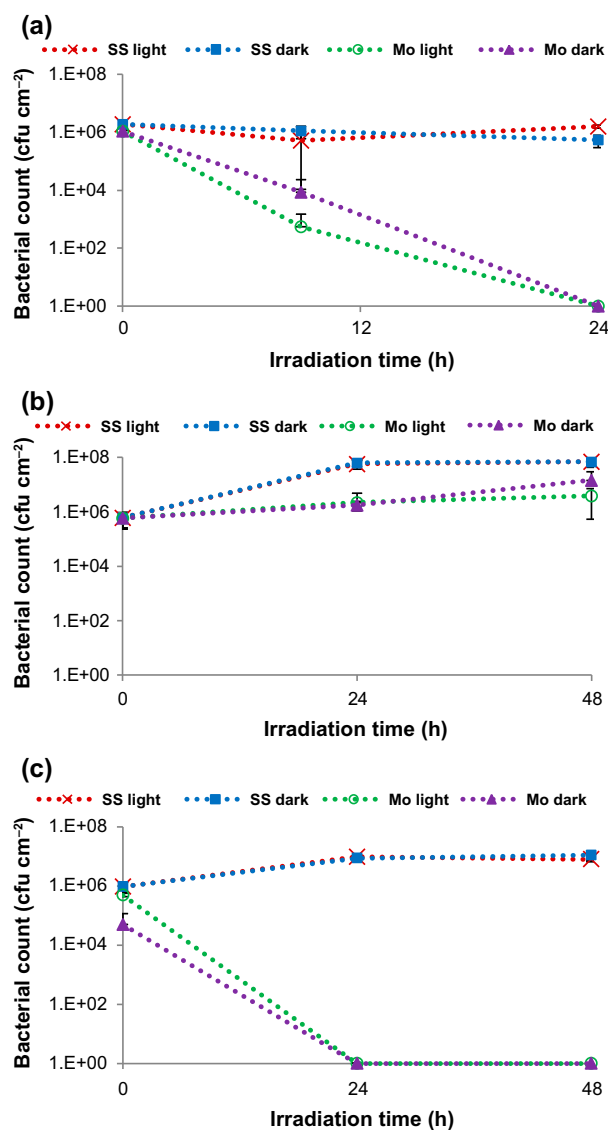 (a)
SS light SS dark Mo light Mo dark
Bacterial count (cfu cm⁻²)
1.E+08
1.E+06
1.E+04
1.E+02
1.E+00
0 12 24
Irradiation time (h)
(b)
SS light SS dark Mo light Mo dark
Bacterial count (cfu cm⁻²)
1.E+08
1.E+06
1.E+04
1.E+02
1.E+00
0 24 48
Irradiation time (h)
(c)
SS light SS dark Mo light Mo dark
Bacterial count (cfu cm⁻²)
1.E+08
1.E+06
1.E+04
1.E+02
1.E+00
0 24 48
Irradiation time (h)